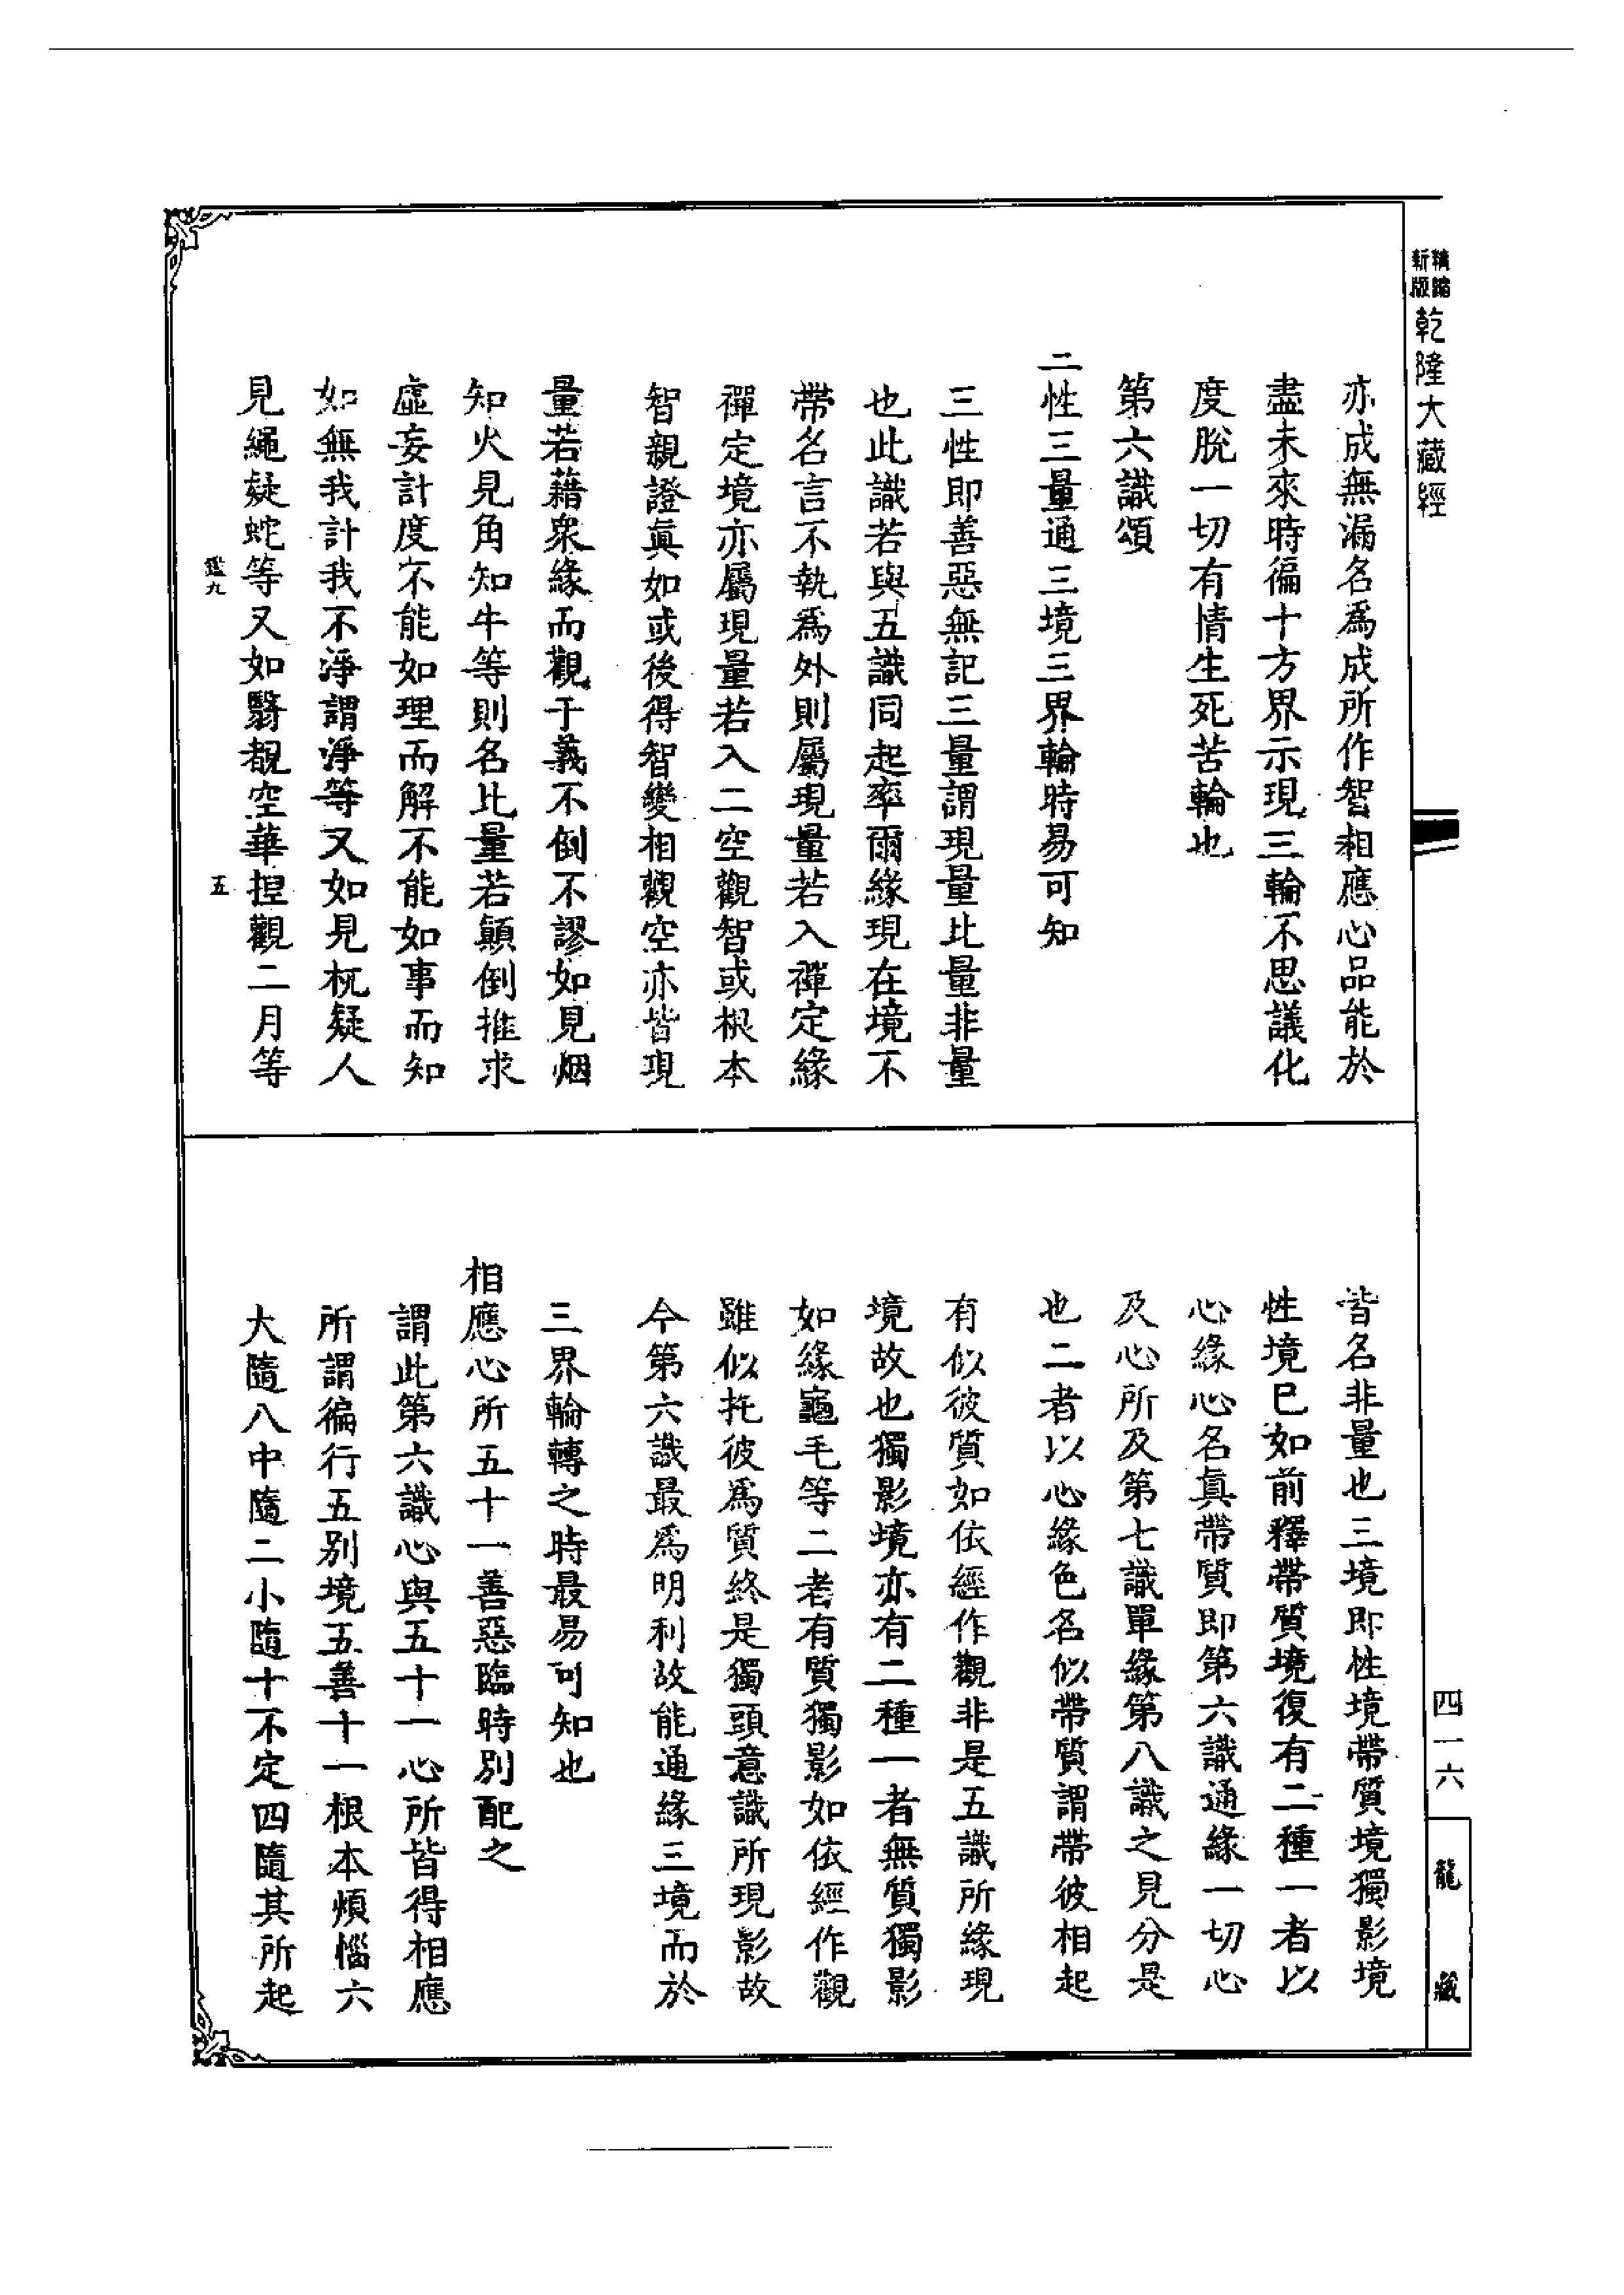 精縮
新版
乾隆大藏經
亦成無漏名爲成所作智相應心品能於
盡未來時徧十方界示現三輪不思議化
度脫一切有情生死苦輪也
第六識頌
三性三量通三境三界輪時易可知
三性即善惡無記三量謂現量比量非量
也此識若與五識同起率爾緣現在境不
帶名言不執爲外則屬現量若入禪定緣
禪定境亦屬現量若入二空觀智或根本
智親證眞如或後得智變相觀空亦皆現
量若藉衆緣而觀于義不倒不謬如見烟
知火見角知牛等則名比量若顚倒推求
虛妄計度不能如理而解不能如事而知
如無我計我不淨謂淨等又如見杌疑人
見繩疑蛇等又如翳覩空華捏觀二月等
鑑九
五
皆名非量也三境即性境帶質境獨影境
性境已如前釋帶質境復有二種一者以
心緣心名眞帶質即第六識通緣一切心
及心所及第七識單緣第八識之見分是
也二者以心緣色名似帶質謂帶彼相起
有似彼質如依經作觀非是五識所緣現
境故也獨影境亦有二種一者無質獨影
如緣龜毛等二者有質獨影如依經作觀
雖似托彼爲質終是獨頭意識所現影故
今第六識最爲明利故能通緣三境而於
三界輪轉之時最易可知也
相應心所五十一善惡臨時別配之
謂此第六識心與五十一心所皆得相應
所謂徧行五別境五善十一根本煩惱六
大隨八中隨二小隨十不定四隨其所起
四一六
龍藏